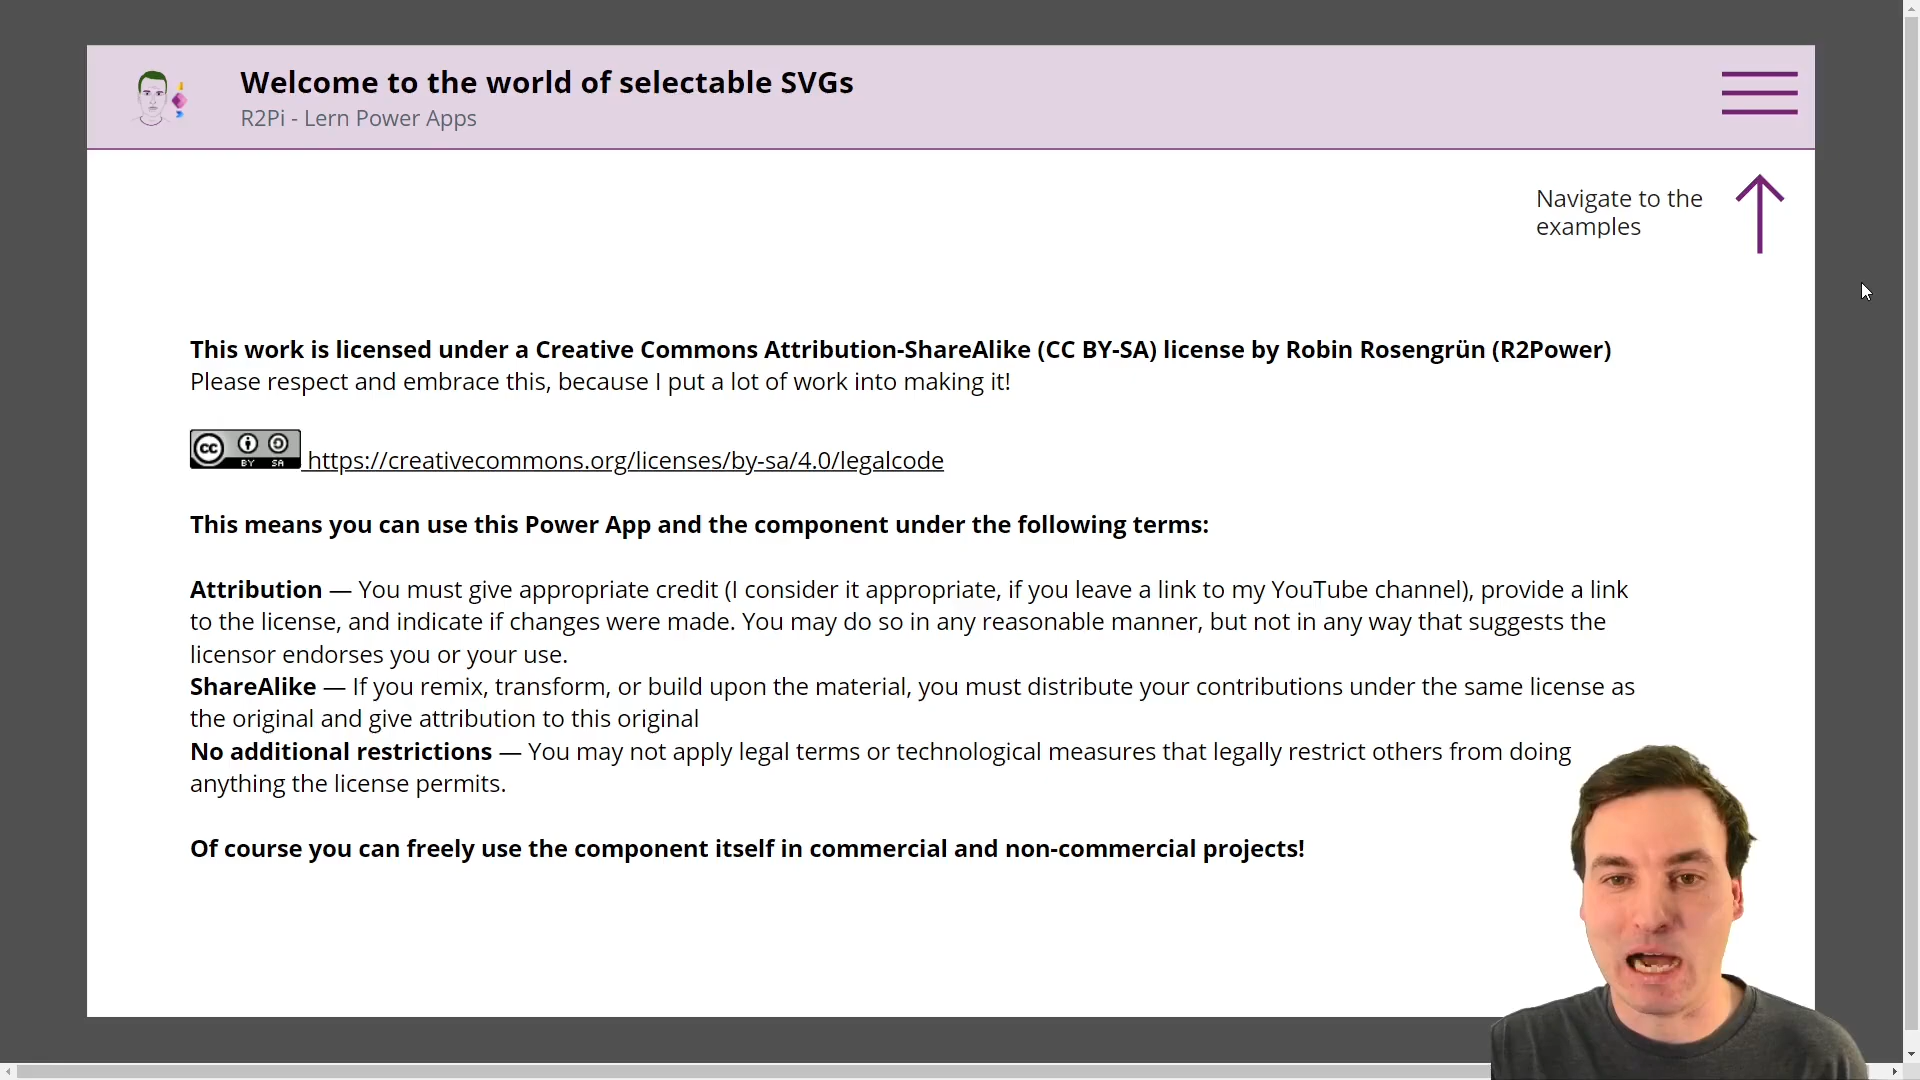 Welcome to the world of selectable SVGs
R2Pi - Lern Power Apps
Navigate to the
examples
This work is licensed under a Creative Commons Attribution-ShareAlike (CC BY-SA) license by Robin Rosengrün (R2Power)
Please respect and embrace this, because I put a lot of work into making it!
cc BY SA https://creativecommons.org/licenses/by-sa/4.0/legalcode
This means you can use this Power App and the component under the following terms:
Attribution — You must give appropriate credit (I consider it appropriate, if you leave a link to my YouTube channel), provide a link
to the license, and indicate if changes were made. You may do so in any reasonable manner, but not in any way that suggests the
licensor endorses you or your use.
ShareAlike — If you remix, transform, or build upon the material, you must distribute your contributions under the same license as
the original and give attribution to this original
No additional restrictions — You may not apply legal terms or technological measures that legally restrict others from doing
anything the license permits.
Of course you can freely use the component itself in commercial and non-commercial projects!